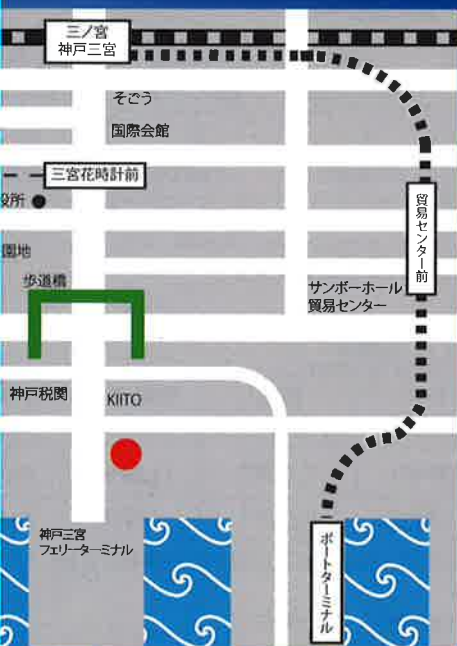 三ノ宮
神戸三宮
そごう
国際会館
三宮花時計前
役所
貿易センター前
園地
歩道橋
サンボーホール
貿易センター
神戸税関
KIITO
神戸三宮
フェリーターミナル
ポートターミナル